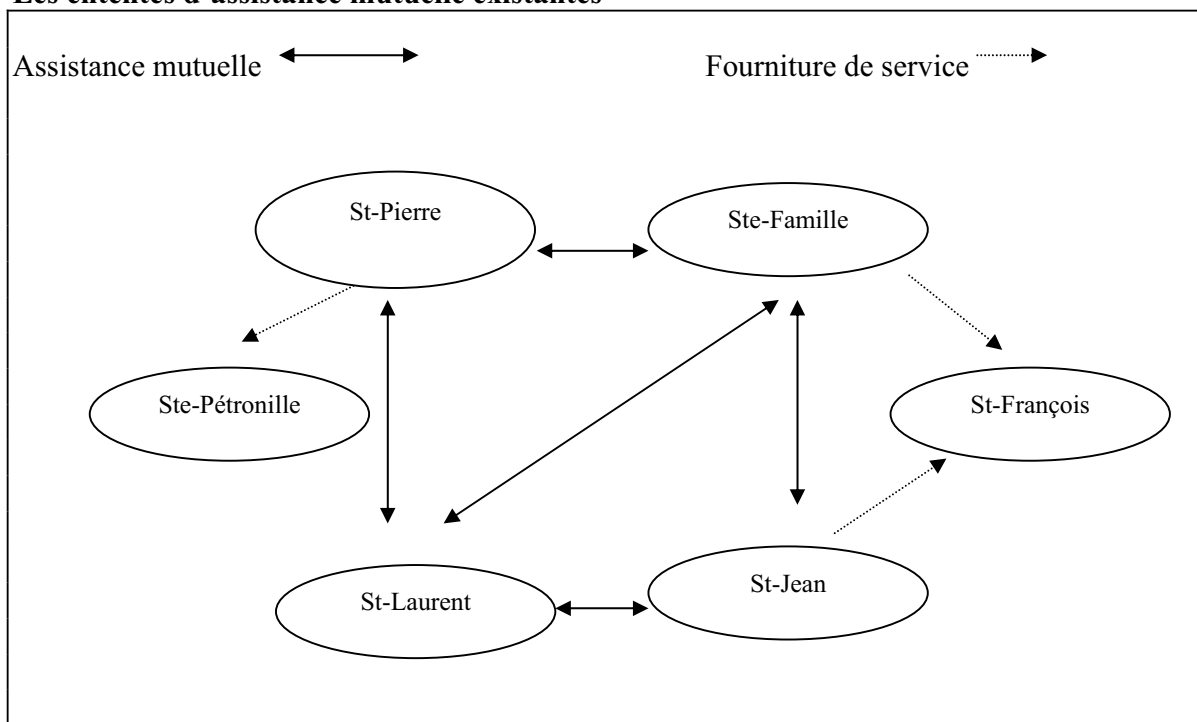 Les ententes d'assistance mutuelle existantes
Assistance mutuelle
Fourniture de service
St-Pierre
Ste-Famille
Ste-Pétronille
St-François
St-Laurent
St-Jean